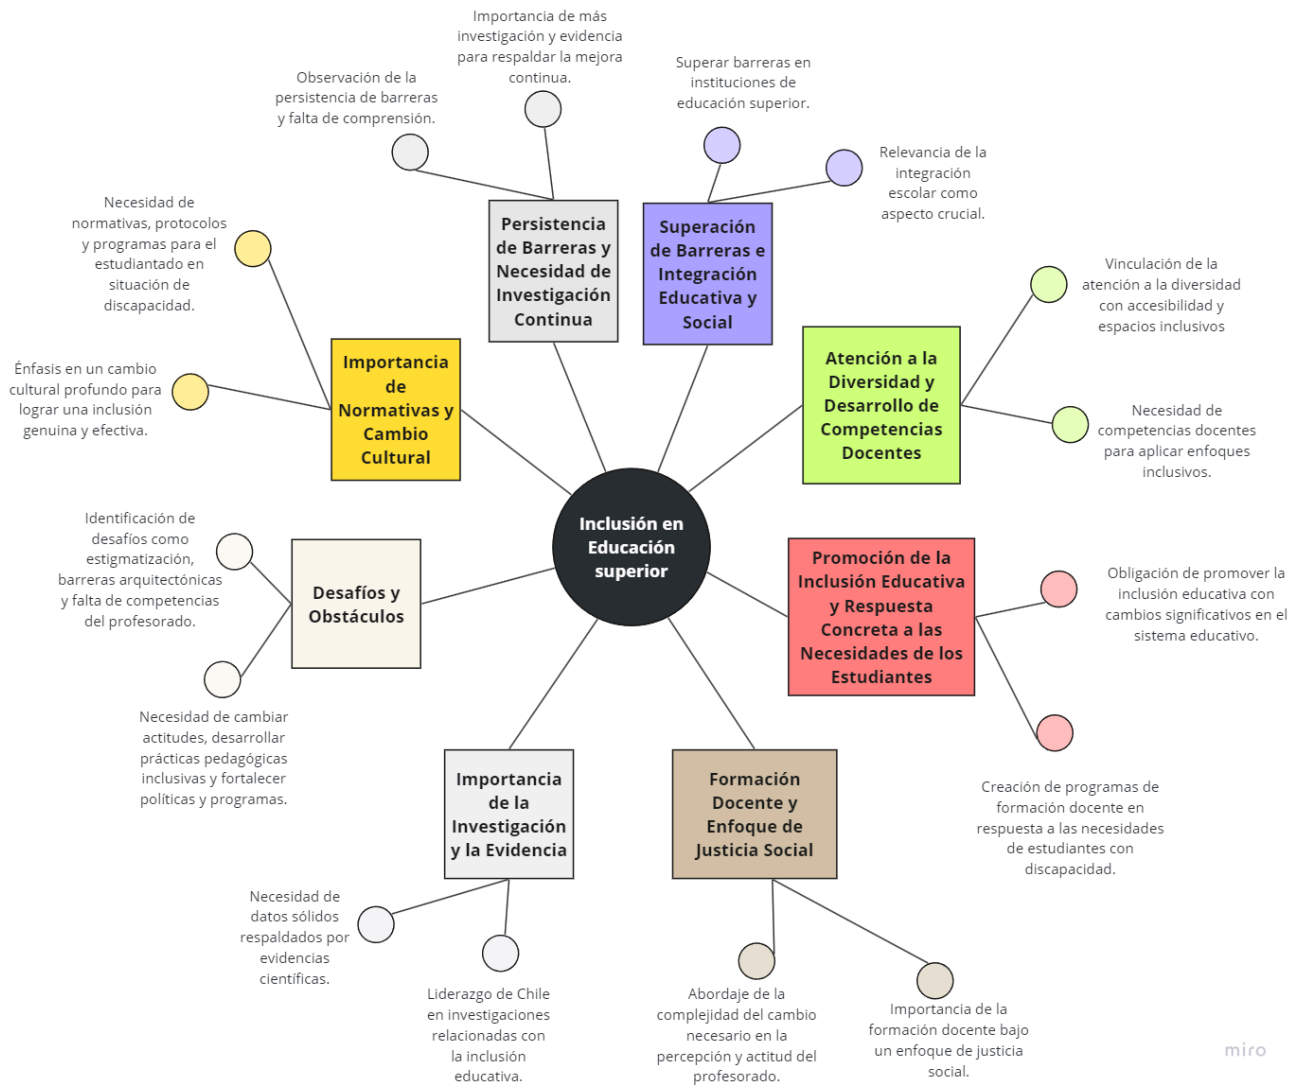 Importancia de más
investigación y evidencia
para respaldar la mejora
continua.
Observación de la
persistencia de barreras
y falta de comprensión.
Superar barreras en
instituciones de
educación superior.
Relevancia de la
integración
escolar como
aspecto crucial.
Necesidad de
normativas, protocolos
y programas para el
estudiantado en
situación de
discapacidad.
Persistencia
de Barreras y
Necesidad de
Investigación
Continua
Superación
de Barreras e
Integración
Educativa y
Social
Vinculación de la
atención a la diversidad
con accesibilidad y
espacios inclusivos
Énfasis en un cambio
cultural profundo para
lograr una inclusión
genuina y efectiva.
Importancia
de
Normativas y
Cambio
Cultural
Atención a la
Diversidad y
Desarrollo de
Competencias
Docentes
Necesidad de
competencias docentes
para aplicar enfoques
inclusivos.
Inclusión en
Educación
superior
Identificación de
desafíos como
estigmatización,
barreras arquitectónicas
y falta de competencias
del profesorado.
Desafíos y
Obstáculos
Promoción de la
Inclusión Educativa
y Respuesta
Concreta a las
Necesidades de los
Estudiantes
Obligación de promover la
inclusión educativa con
cambios significativos en el
sistema educativo.
Necesidad de cambiar
actitudes, desarrollar
prácticas pedagógicas
inclusivas y fortalecer
políticas y programas.
Importancia
de la
Investigación
y la Evidencia
Formación
Docente y
Enfoque de
Justicia Social
Creación de programas de
formación docente en
respuesta a las necesidades
de estudiantes con
discapacidad.
Necesidad de
datos sólidos
respaldados por
evidencias
científicas.
Liderazgo de Chile
en investigaciones
relacionadas con
la inclusión
educativa.
Abordaje de la
complejidad del cambio
necesario en la
percepción y actitud del
profesorado.
Importancia de la
formación docente bajo
un enfoque de justicia
social.
miro